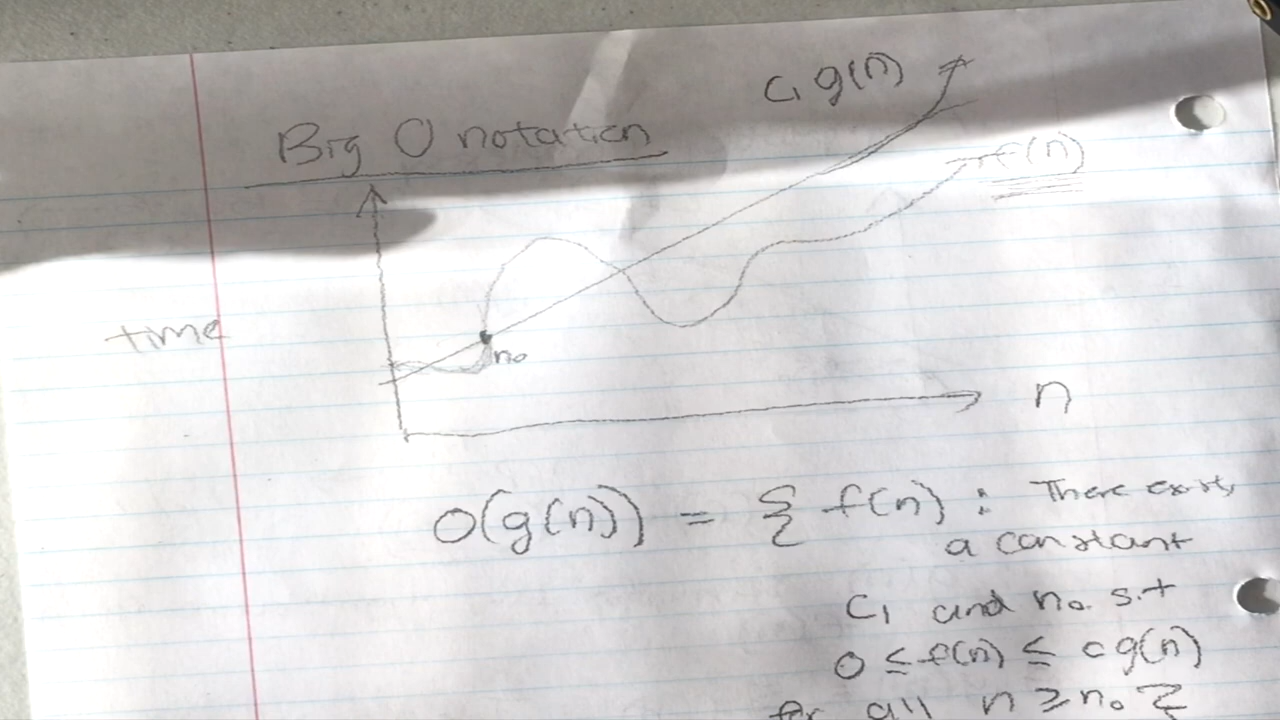 C₁ g(n)
Big O notation
f(n)
time
n₀
n
O(g(n)) = { f(n) : There exists
a constant
C₁ and n₀ s.t
0 ≤ f(n) ≤ c g(n)
for all n ≥ n₀ }